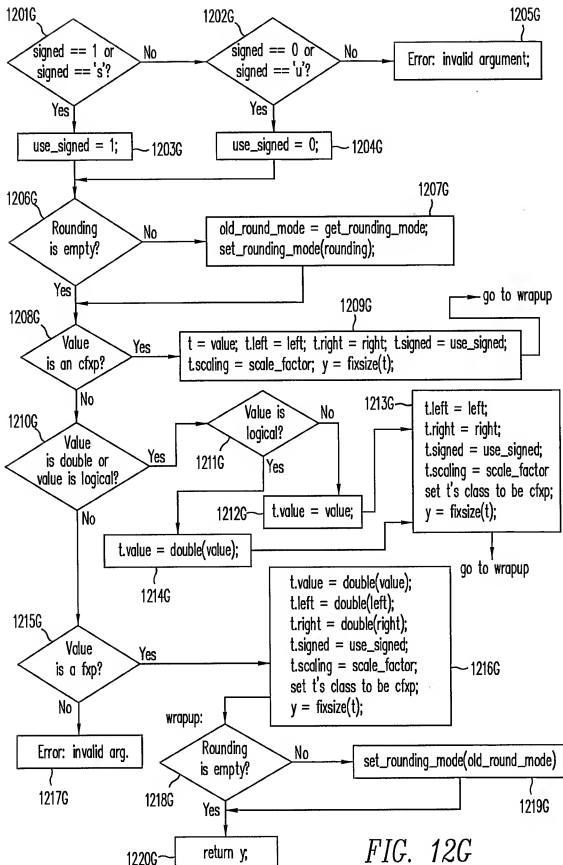 1201G
signed == 1 or
signed == 's'?
No
Yes
1202G
signed == 0 or
signed == 'u'?
No
Yes
1205G
Error: invalid argument;
use_signed = 1;
1203G
use_signed = 0;
1204G
1206G
Rounding
is empty?
No
Yes
1207G
old_round_mode = get_rounding_mode;
set_rounding_mode(rounding);
go to wrapup
1208G
Value
is an cfxp?
Yes
No
1209G
t = value; t.left = left; t.right = right; t.signed = use_signed;
t.scaling = scale_factor; y = fixsize(t);
1210G
Value
is double or
value is logical?
Yes
No
Value is
logical?
No
1211G
Yes
1212G
t.value = value;
1213G
t.left = left;
t.right = right;
t.signed = use_signed;
t.scaling = scale_factor
set t's class to be cfxp;
y = fixsize(t);
go to wrapup
t.value = double(value);
1214G
1215G
Value
is a fxp?
Yes
No
t.value = double(value);
t.left = double(left);
t.right = double(right);
t.signed = use_signed;
t.scaling = scale_factor;
set t's class to be cfxp;
y = fixsize(t);
1216G
Error: invalid arg.
1217G
wrapup:
Rounding
is empty?
No
1218G
Yes
set_rounding_mode(old_round_mode)
1219G
return y;
1220G
FIG. 12G